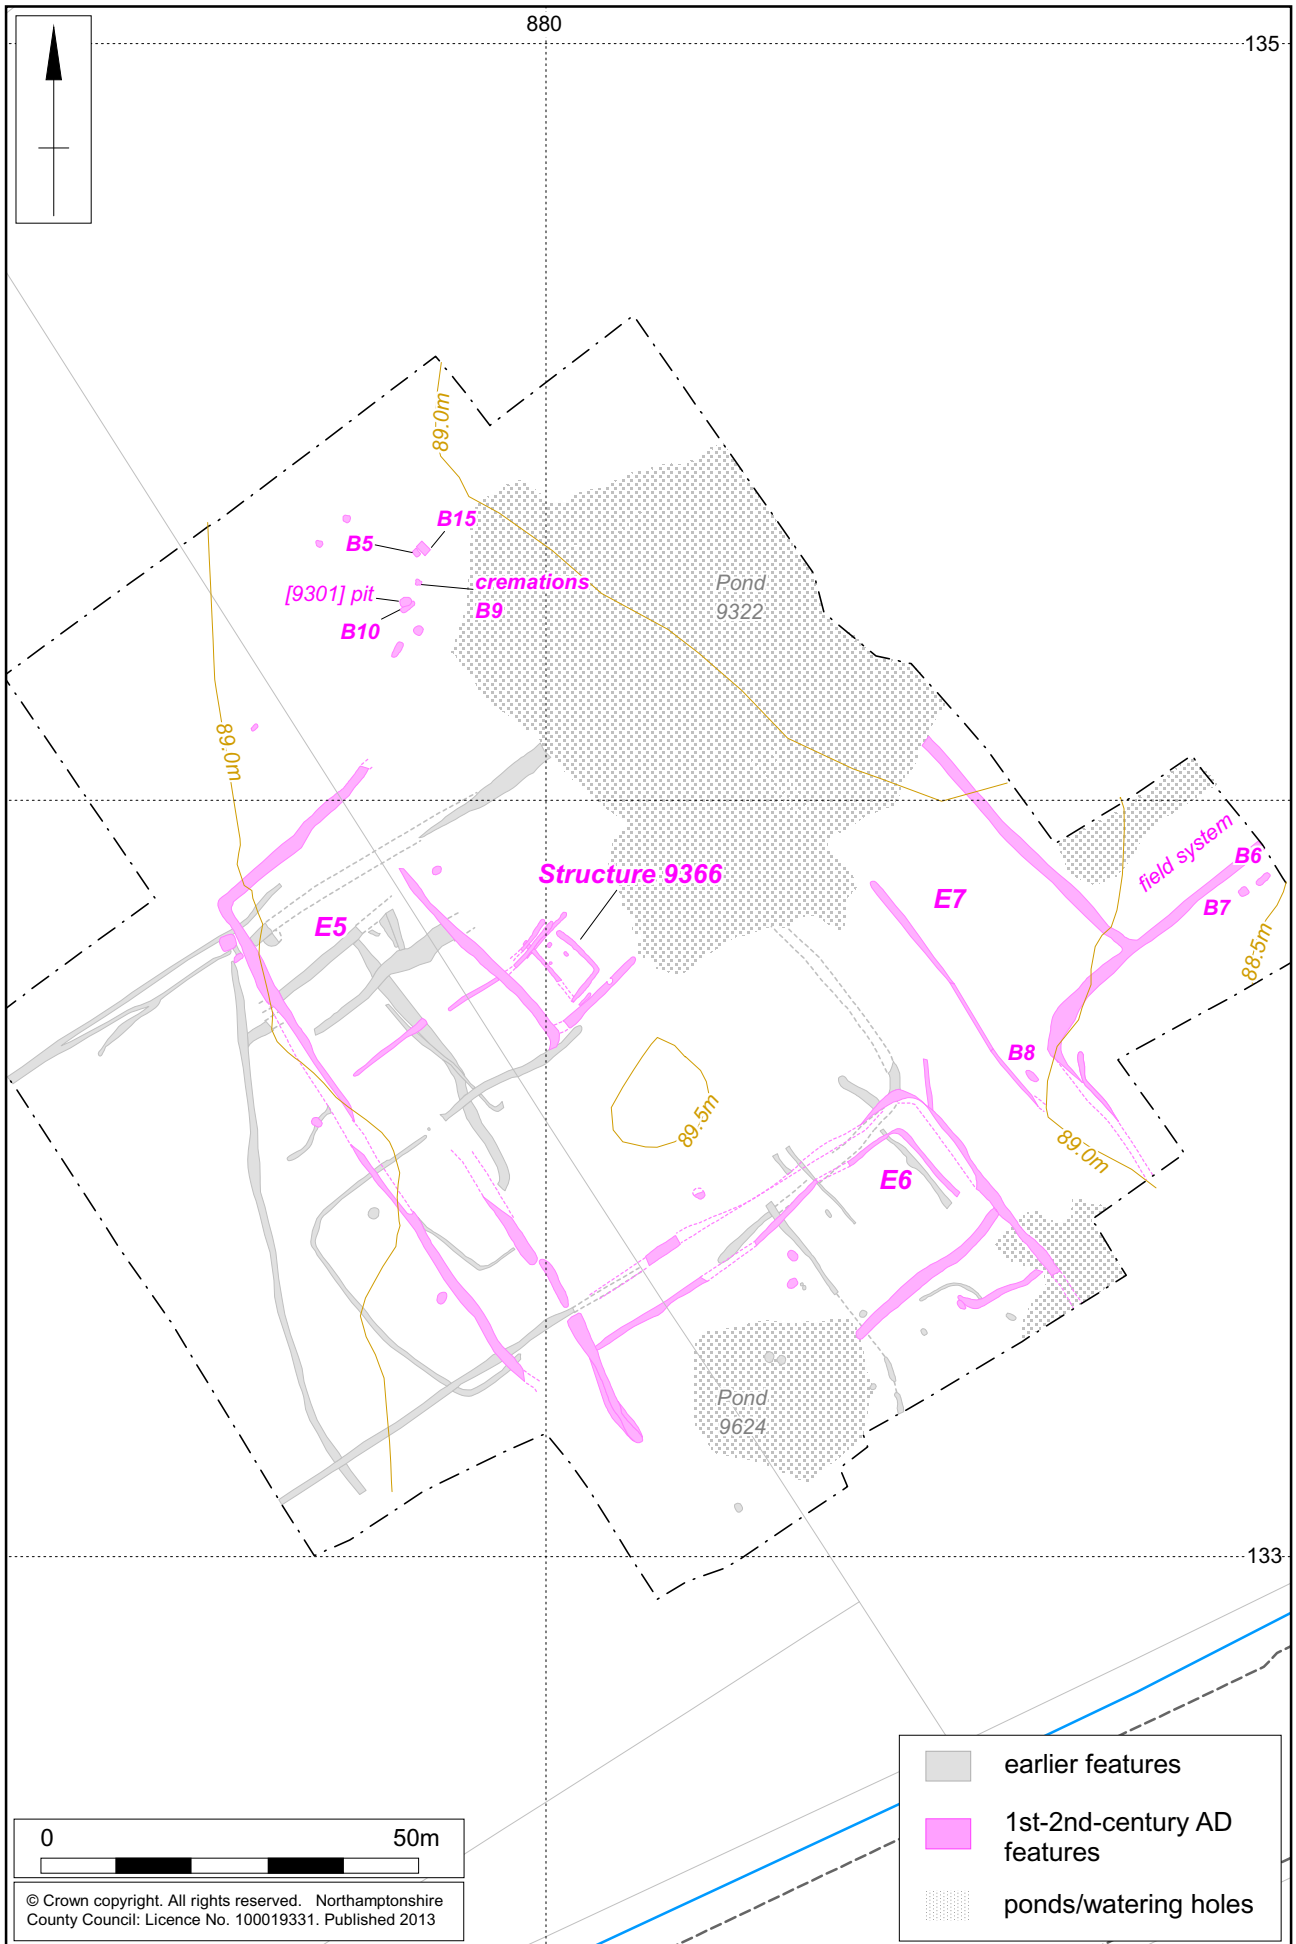 880
135
89.0m
B15
B5
cremations
[9301] pit
B9
B10
Pond
9322
89.0m
field system
B6
B7
Structure 9366
E7
E5
88.5m
B8
89.5m
89.0m
E6
Pond
9624
133
earlier features
1st-2nd-century AD
features
ponds/watering holes
0 50m
© Crown copyright. All rights reserved. Northamptonshire
County Council: Licence No. 100019331. Published 2013